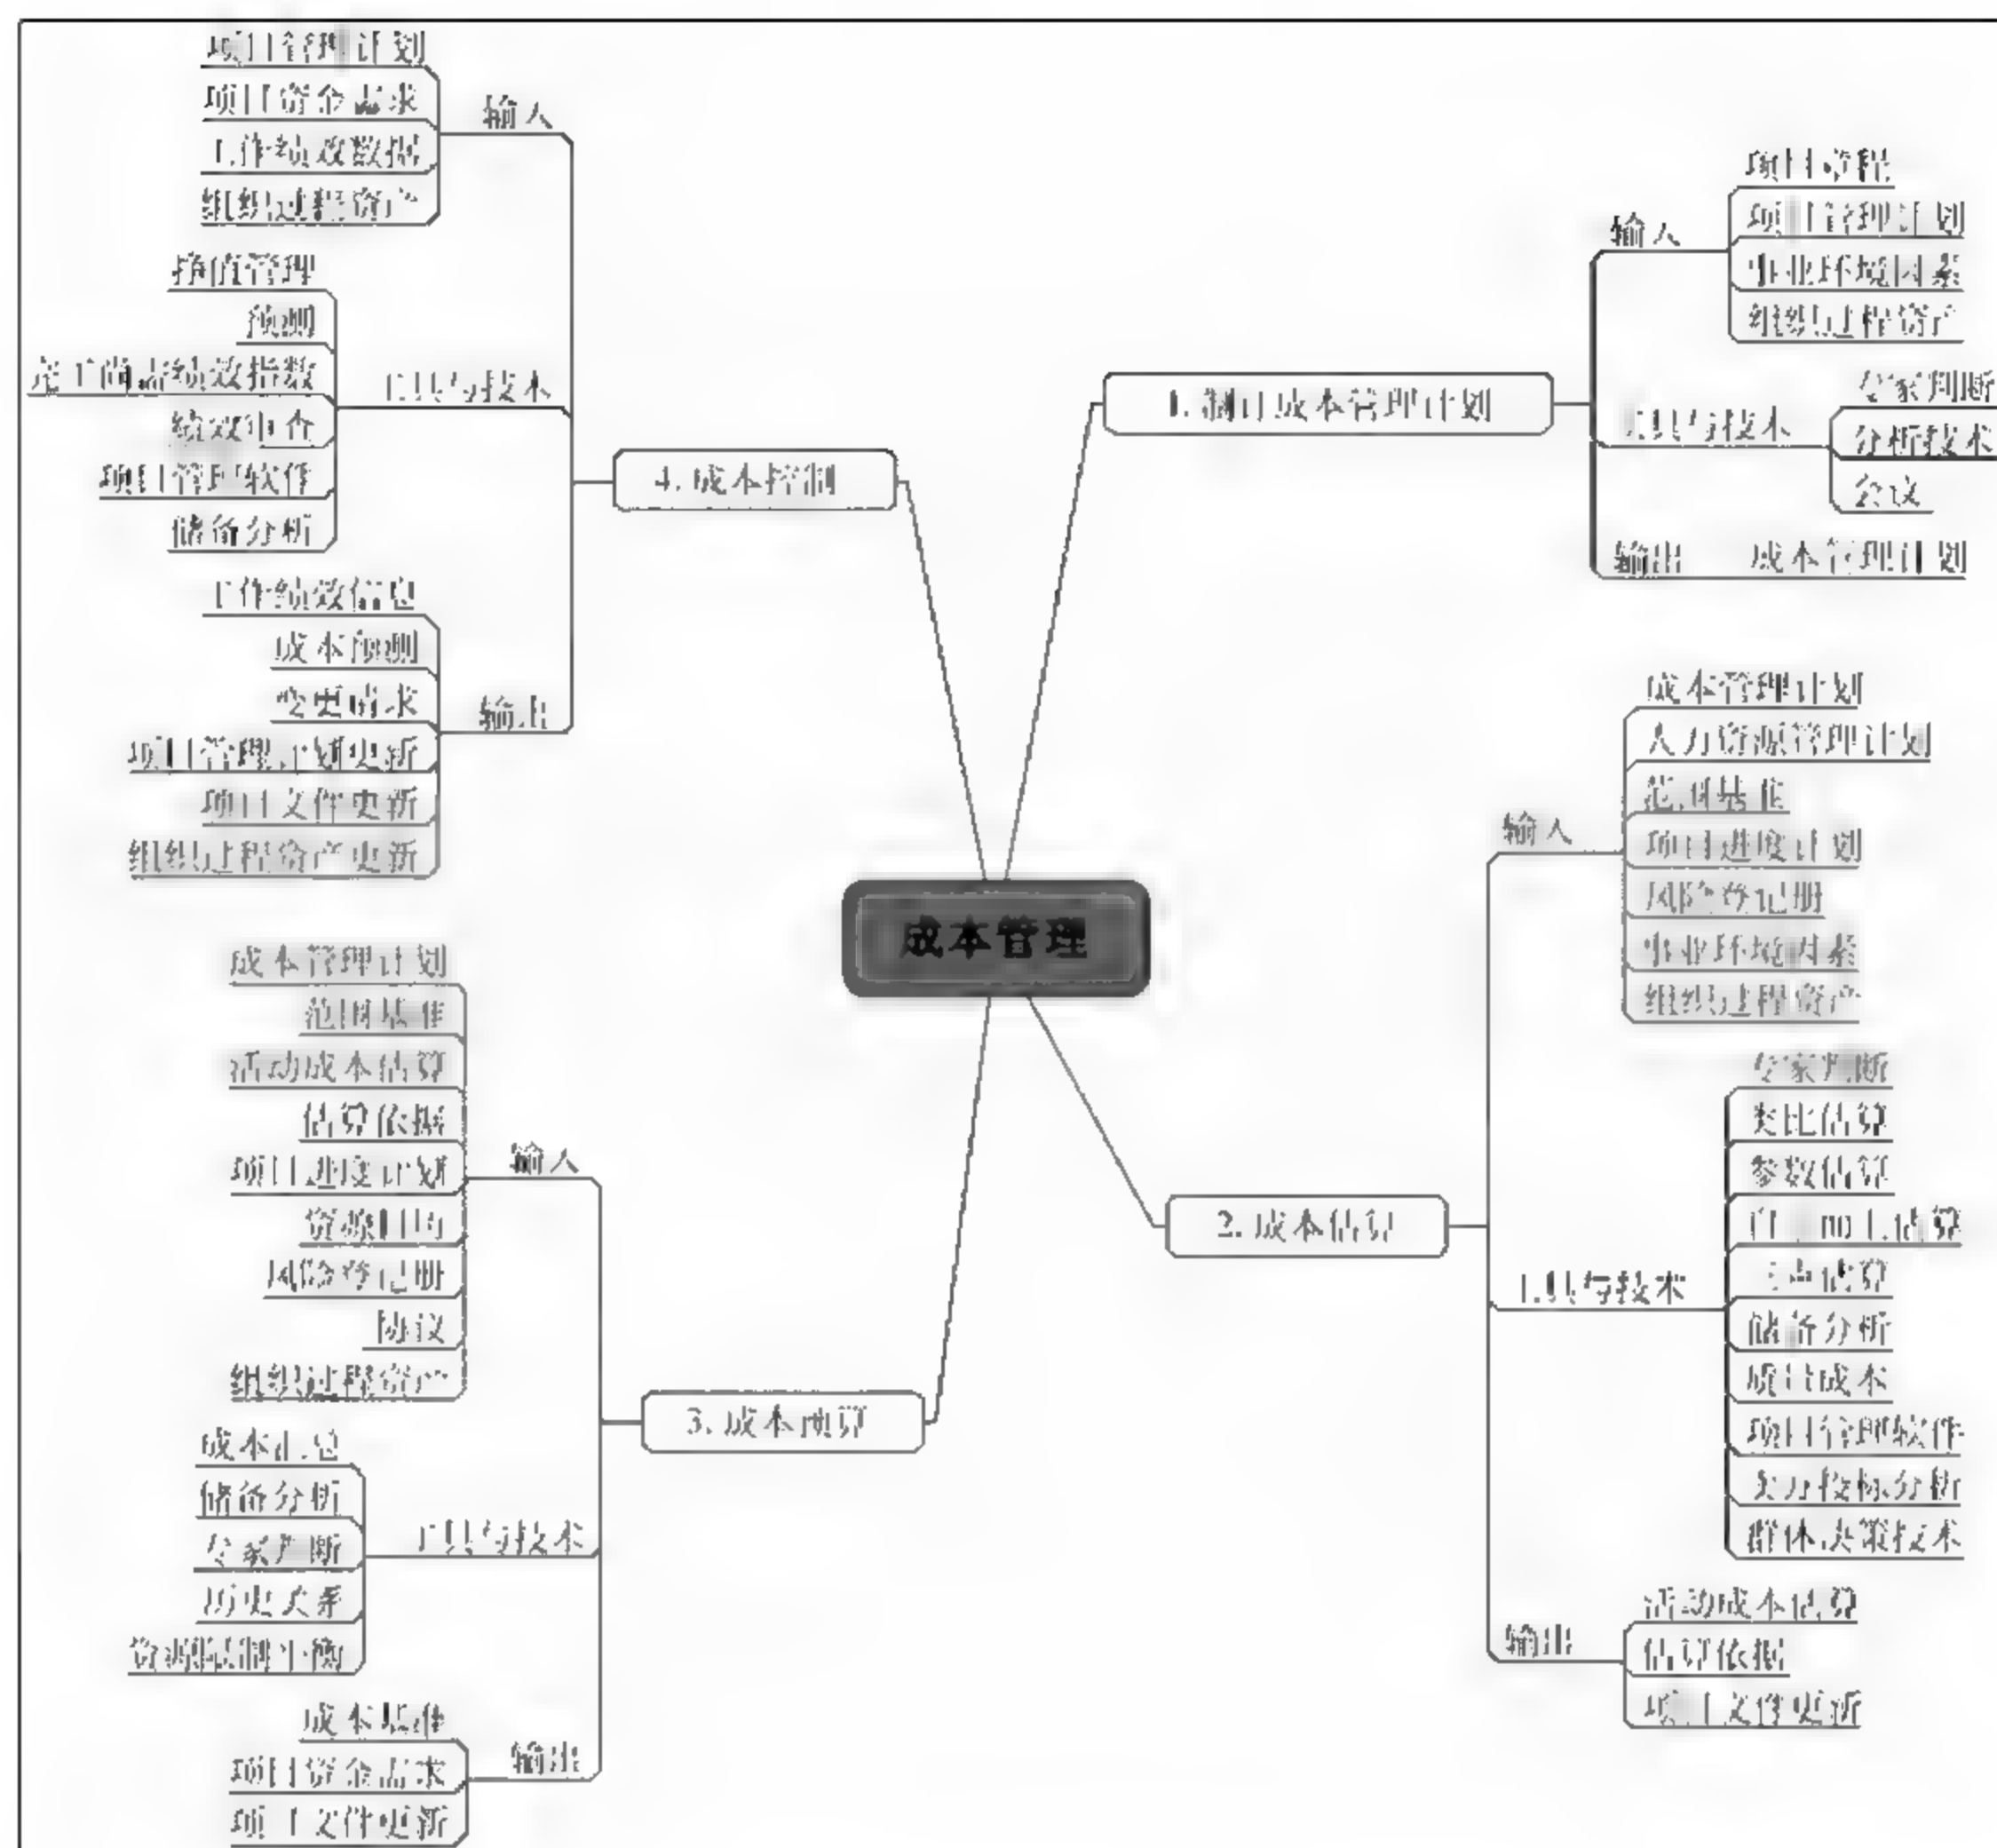 成本管理
1. 制订成本管理计划
输入
项目章程
项目管理计划
事业环境因素
组织过程资产
工具与技术
专家判断
分析技术
会议
输出
成本管理计划
2. 成本估算
输入
成本管理计划
人力资源管理计划
范围基准
项目进度计划
风险登记册
事业环境因素
组织过程资产
工具与技术
专家判断
类比估算
参数估算
自下而上估算
三点估算
储备分析
质量成本
项目管理软件
卖方投标分析
群体决策技术
输出
活动成本估算
估算依据
项目文件更新
3. 成本预算
输入
成本管理计划
范围基准
活动成本估算
估算依据
项目进度计划
资源日历
风险登记册
协议
组织过程资产
工具与技术
成本汇总
储备分析
专家判断
历史关系
资源限制平衡
输出
成本基准
项目资金需求
项目文件更新
4. 成本控制
输入
项目管理计划
项目资金需求
工作绩效数据
组织过程资产
工具与技术
挣值管理
预测
完工尚需绩效指数
绩效审查
项目管理软件
储备分析
输出
工作绩效信息
成本预测
变更请求
项目管理计划更新
项目文件更新
组织过程资产更新